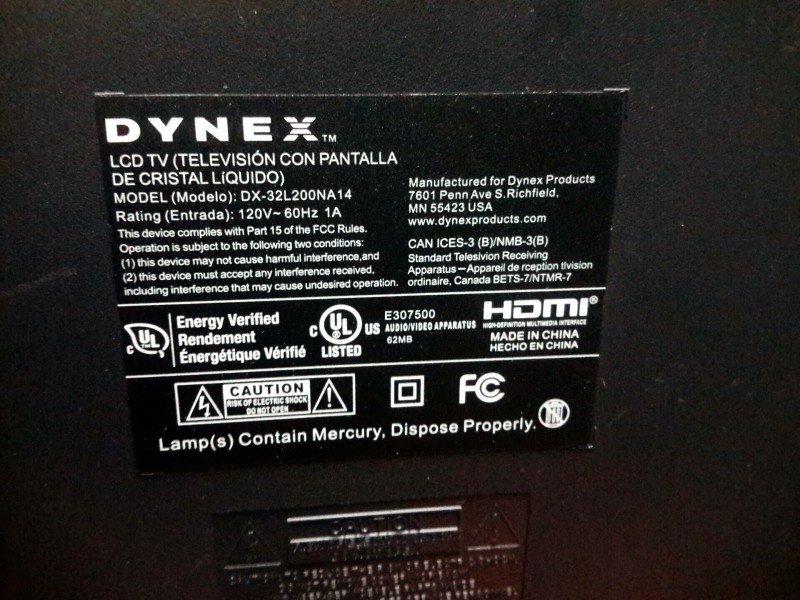 DYNEX™
LCD TV (TELEVISIÓN CON PANTALLA
DE CRISTAL LíQUIDO)
MODEL (Modelo): DX-32L200NA14
Rating (Entrada): 120V~ 60Hz 1A
This device complies with Part 15 of the FCC Rules.
Operation is subject to the following two conditions:
(1) this device may not cause harmful interference,and
(2) this device must accept any interference received,
including interference that may cause undesired operation.
Manufactured for Dynex Products
7601 Penn Ave S.Richfield,
MN 55423 USA
www.dynexproducts.com
CAN ICES-3 (B)/NMB-3(B)
Standard Television Receiving
Apparatus—Appareil de rception tlvision
ordinaire, Canada BETS-7/NTMR-7
c UL
Energy Verified
Rendement
Énergétique Vérifié
c UL US
LISTED
E307500
AUDIO/VIDEO APPARATUS
62MB
HDMI®
HIGH-DEFINITION MULTIMEDIA INTERFACE
MADE IN CHINA
HECHO EN CHINA
CAUTION
RISK OF ELECTRIC SHOCK
DO NOT OPEN
FC
Lamp(s) Contain Mercury, Dispose Properly.
CAUTION